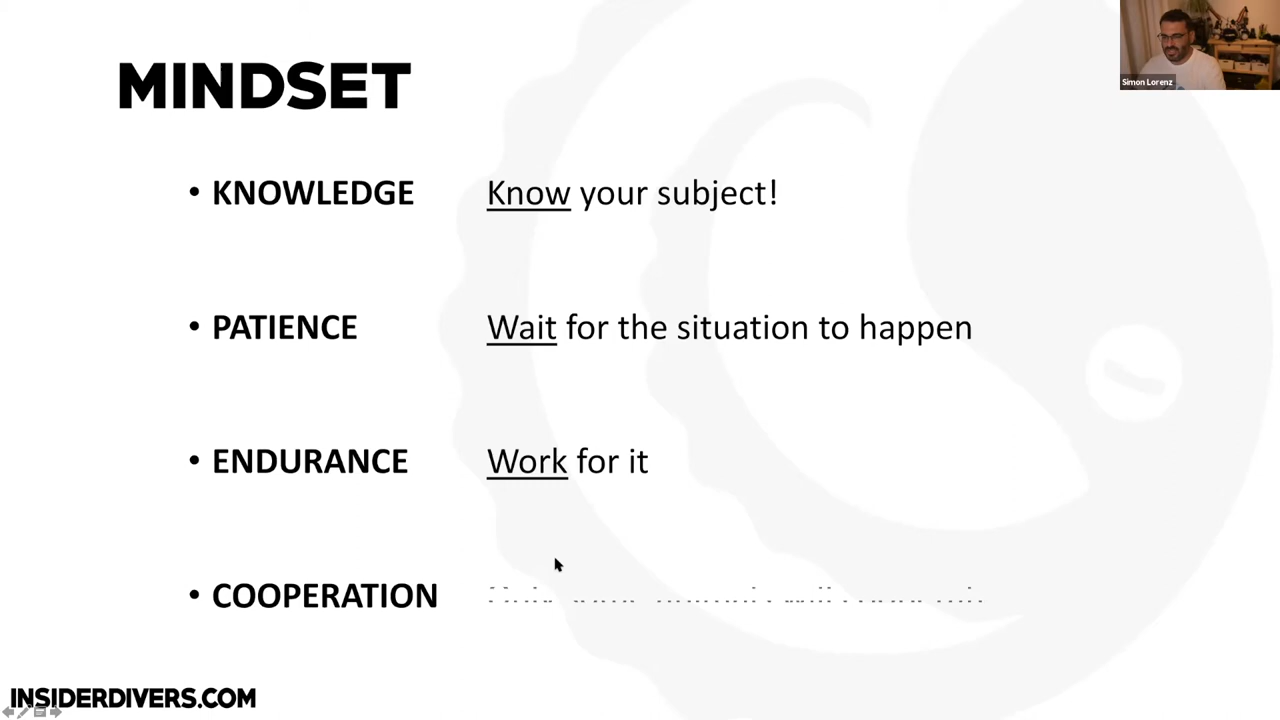 Simon Lorenz
MINDSET
• KNOWLEDGE Know your subject!
• PATIENCE Wait for the situation to happen
• ENDURANCE Work for it
• COOPERATION
INSIDERDIVERS.COM